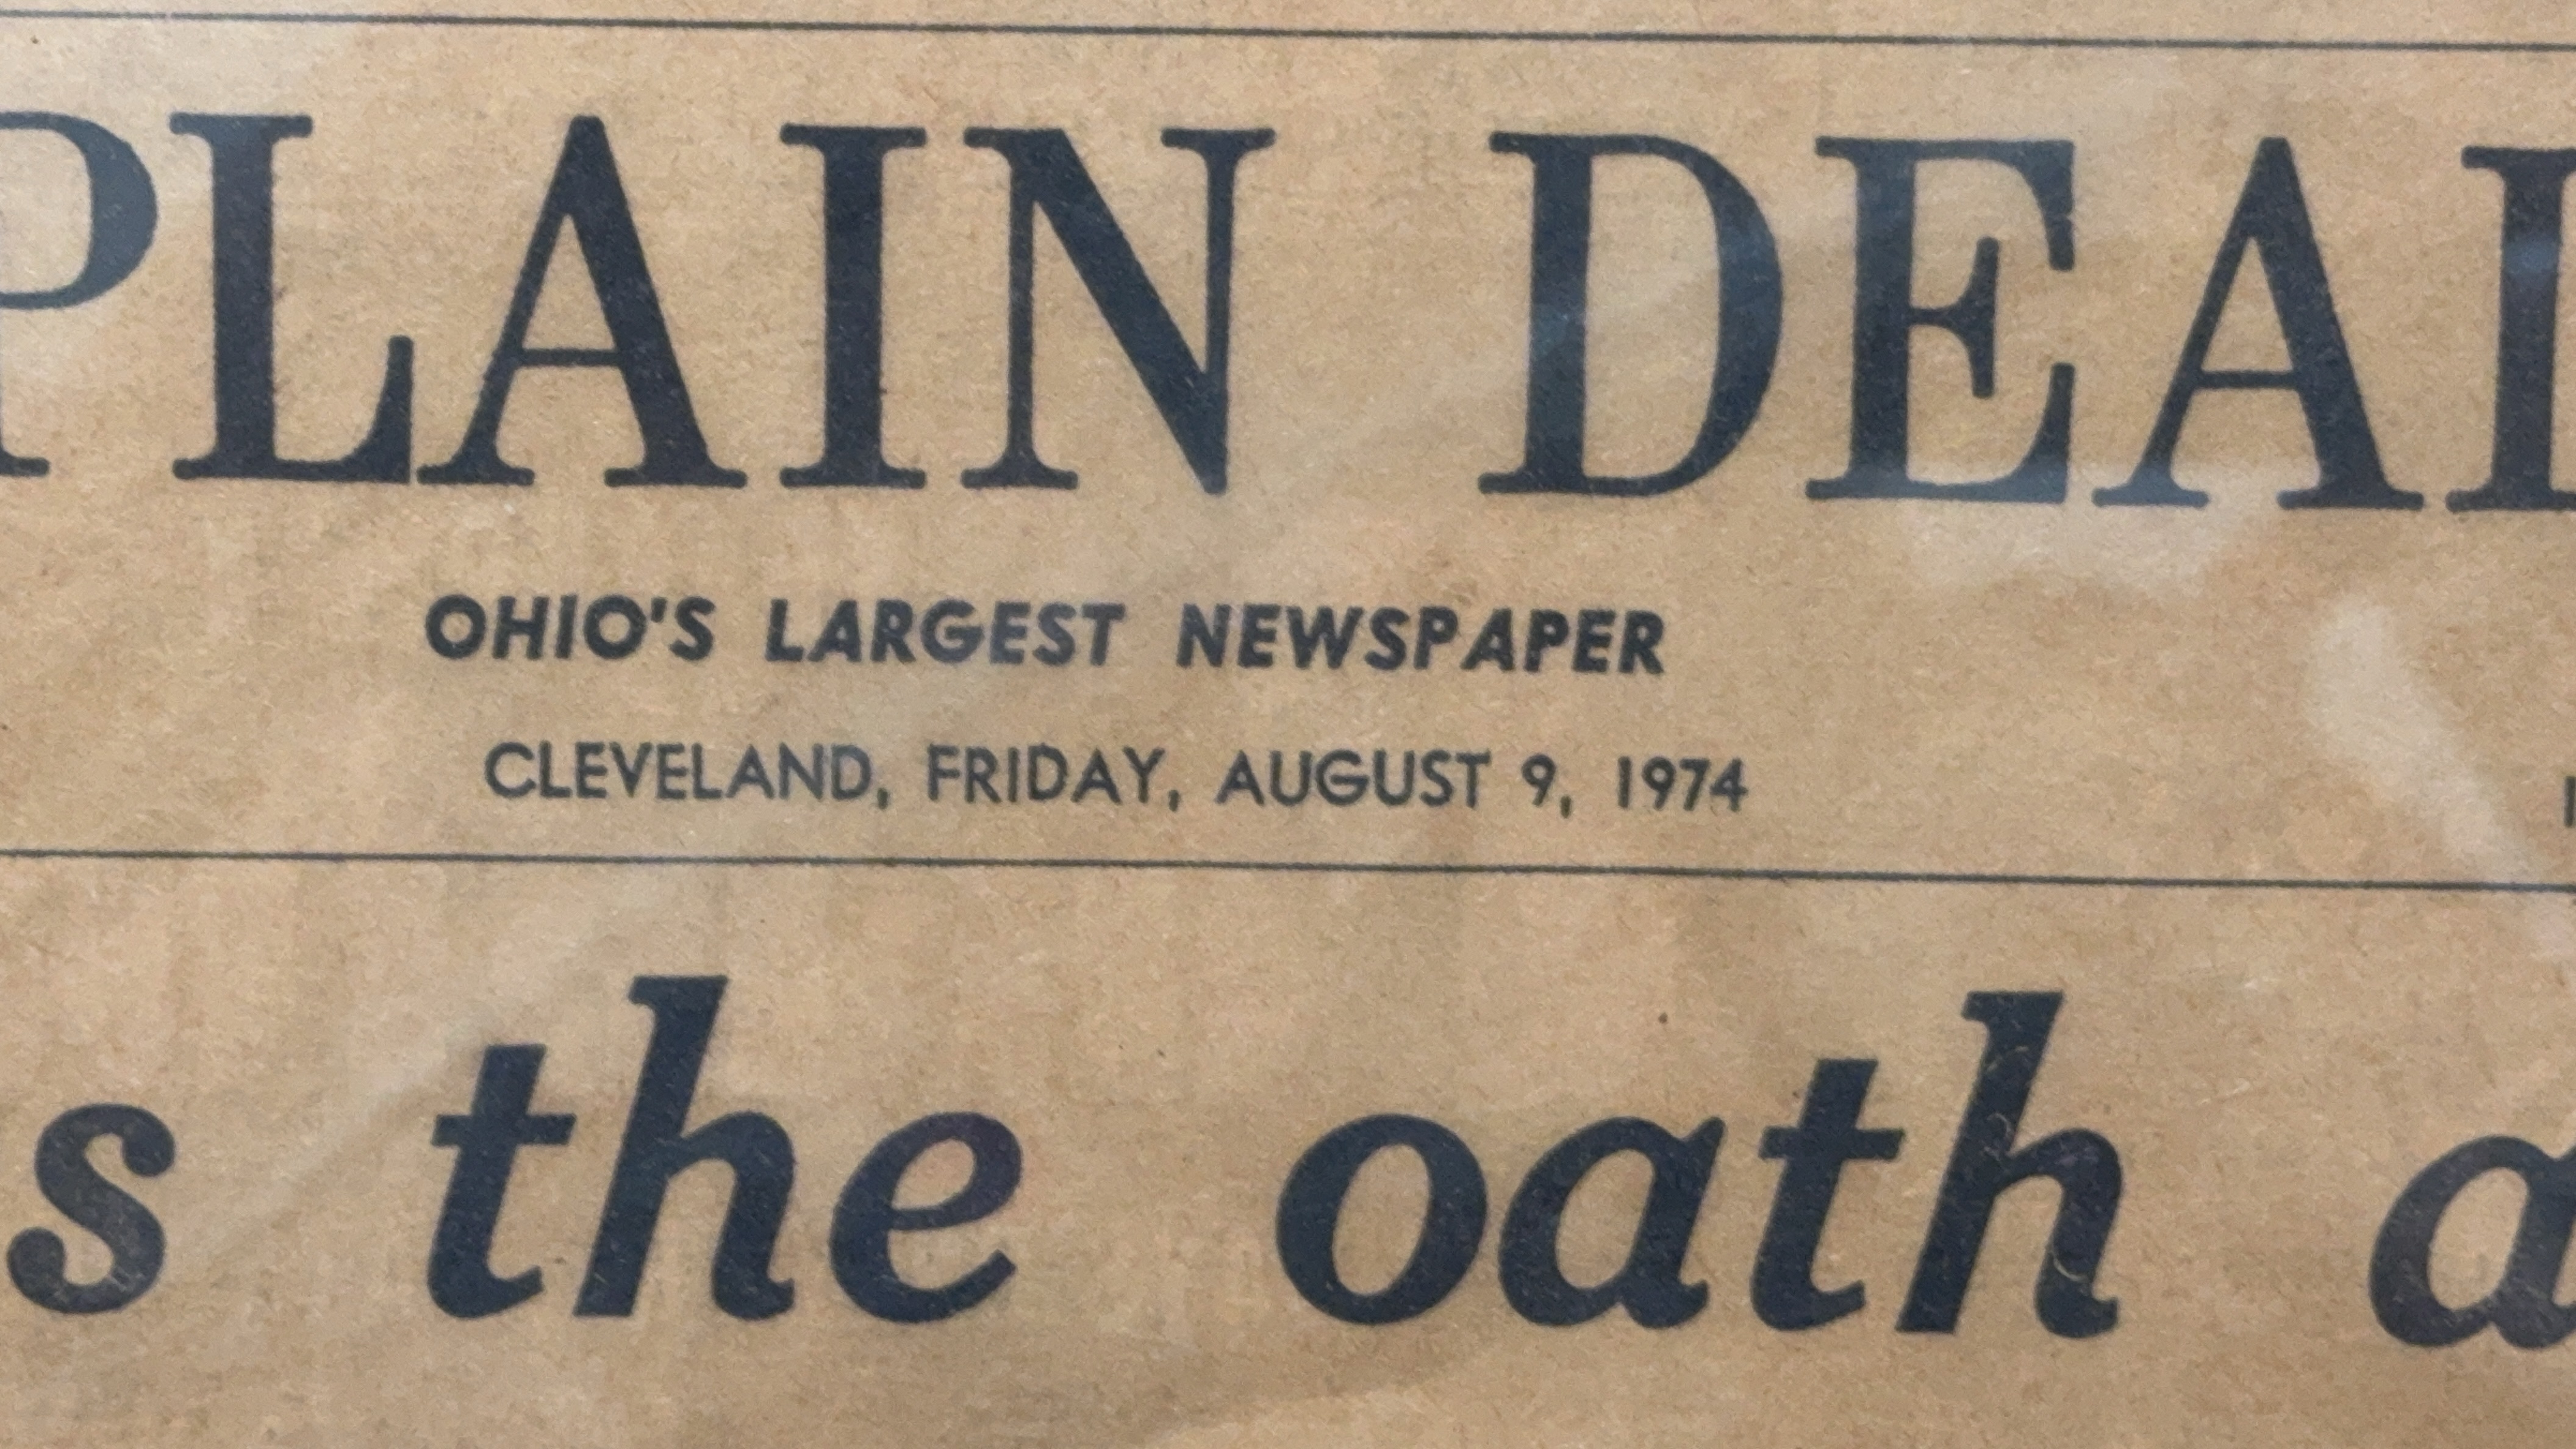 PLAIN DEAL
OHIO'S LARGEST NEWSPAPER
CLEVELAND, FRIDAY, AUGUST 9, 1974
s the oath a